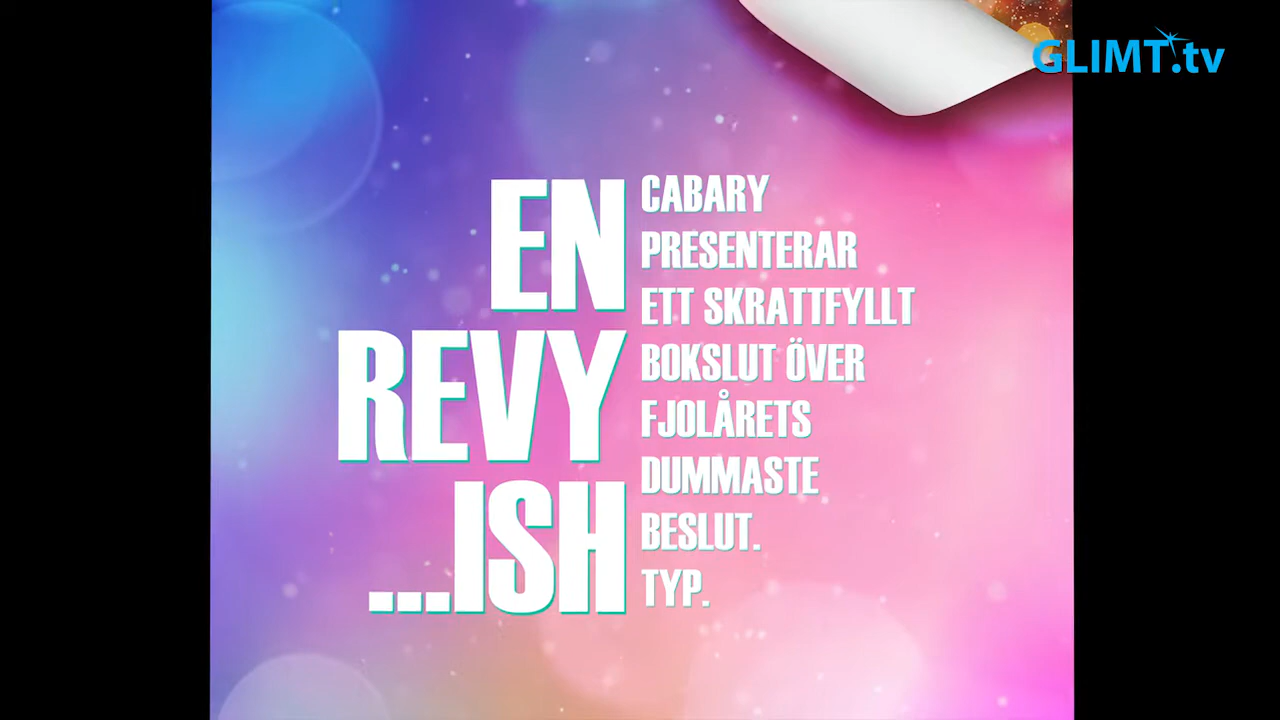 GLIMT.tv
EN
REVY
...ISH
CABARY
PRESENTERAR
ETT SKRATTFYLLT
BOKSLUT ÖVER
FJOLÅRETS
DUMMASTE
BESLUT.
TYP.